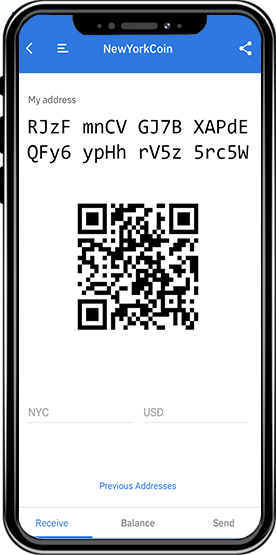 NewYorkCoin
My address
RJzF mnCV GJ7B XAPdE
QFy6 ypHh rV5z 5rc5W
NYC USD
Previous Addresses
Receive Balance Send